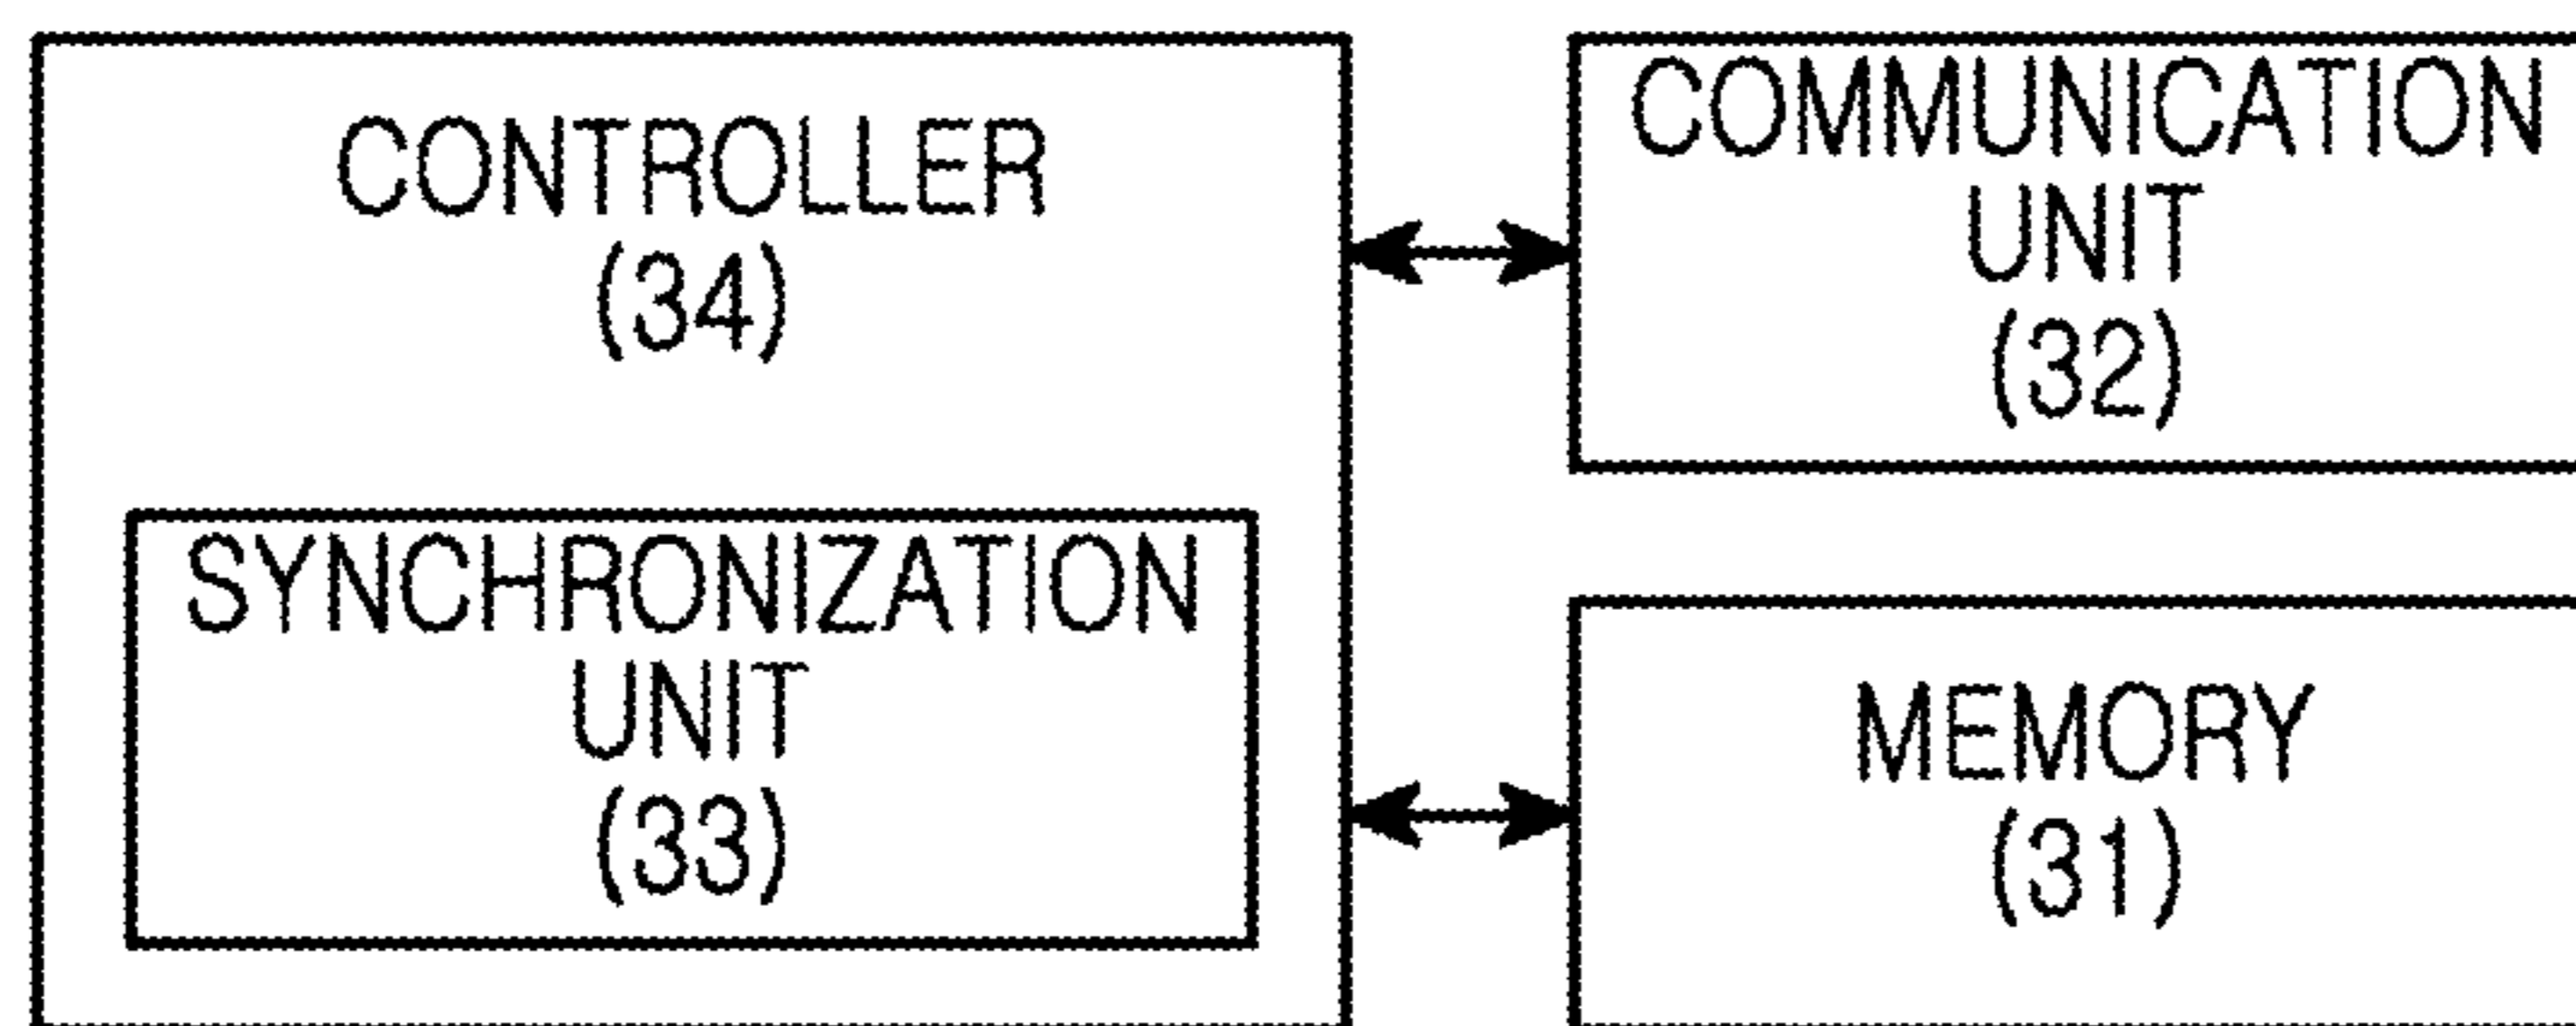 CONTROLLER
(34)
SYNCHRONIZATION
UNIT
(33)
COMMUNICATION
UNIT
(32)
MEMORY
(31)